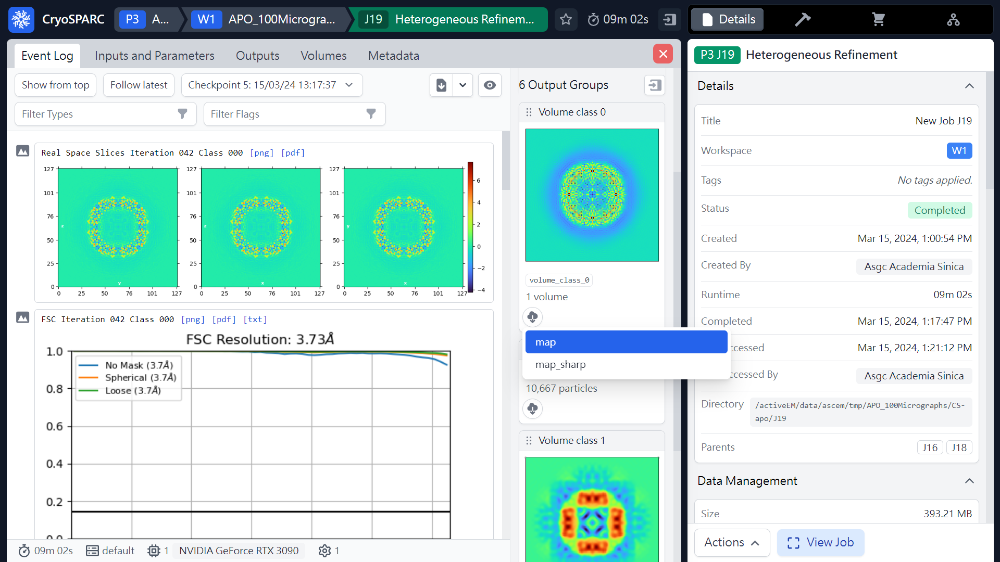 CryoSPARC P3 A... W1 APO_100Microgra... J19 Heterogeneous Refinem... 09m 02s Details
Event Log Inputs and Parameters Outputs Volumes Metadata
Show from top Follow latest Checkpoint 5: 15/03/24 13:17:37
Filter Types Filter Flags
Real Space Slices Iteration 042 Class 000 [png] [pdf]
127 101 76 50 25 0
z
y
0 25 50 76 101 127
127 101 76 50 25 0
z
x
0 25 50 76 101 127
127 101 76 50 25 0
y
x
0 25 50 76 101 127
6 4 2 0 −2 −4
FSC Iteration 042 Class 000 [png] [pdf] [txt]
FSC Resolution: 3.73Å
No Mask (3.7Å)
Spherical (3.7Å)
Loose (3.7Å)
1.0
0.8
0.6
0.4
0.2
0.0
09m 02s default 1 NVIDIA GeForce RTX 3090 1
6 Output Groups
Volume class 0
volume_class_0
1 volume
map
map_sharp
10,667 particles
Volume class 1
P3 J19 Heterogeneous Refinement
Details
Title New Job J19
Workspace W1
Tags No tags applied.
Status Completed
Created Mar 15, 2024, 1:00:54 PM
Created By Asgc Academia Sinica
Runtime 09m 02s
Completed Mar 15, 2024, 1:17:47 PM
ccessed Mar 15, 2024, 1:21:12 PM
ccessed By Asgc Academia Sinica
Directory /activeEM/data/ascem/tmp/APO_100Micrographs/CS-
apo/J19
Parents J16 J18
Data Management
Size 393.21 MB
Actions View Job